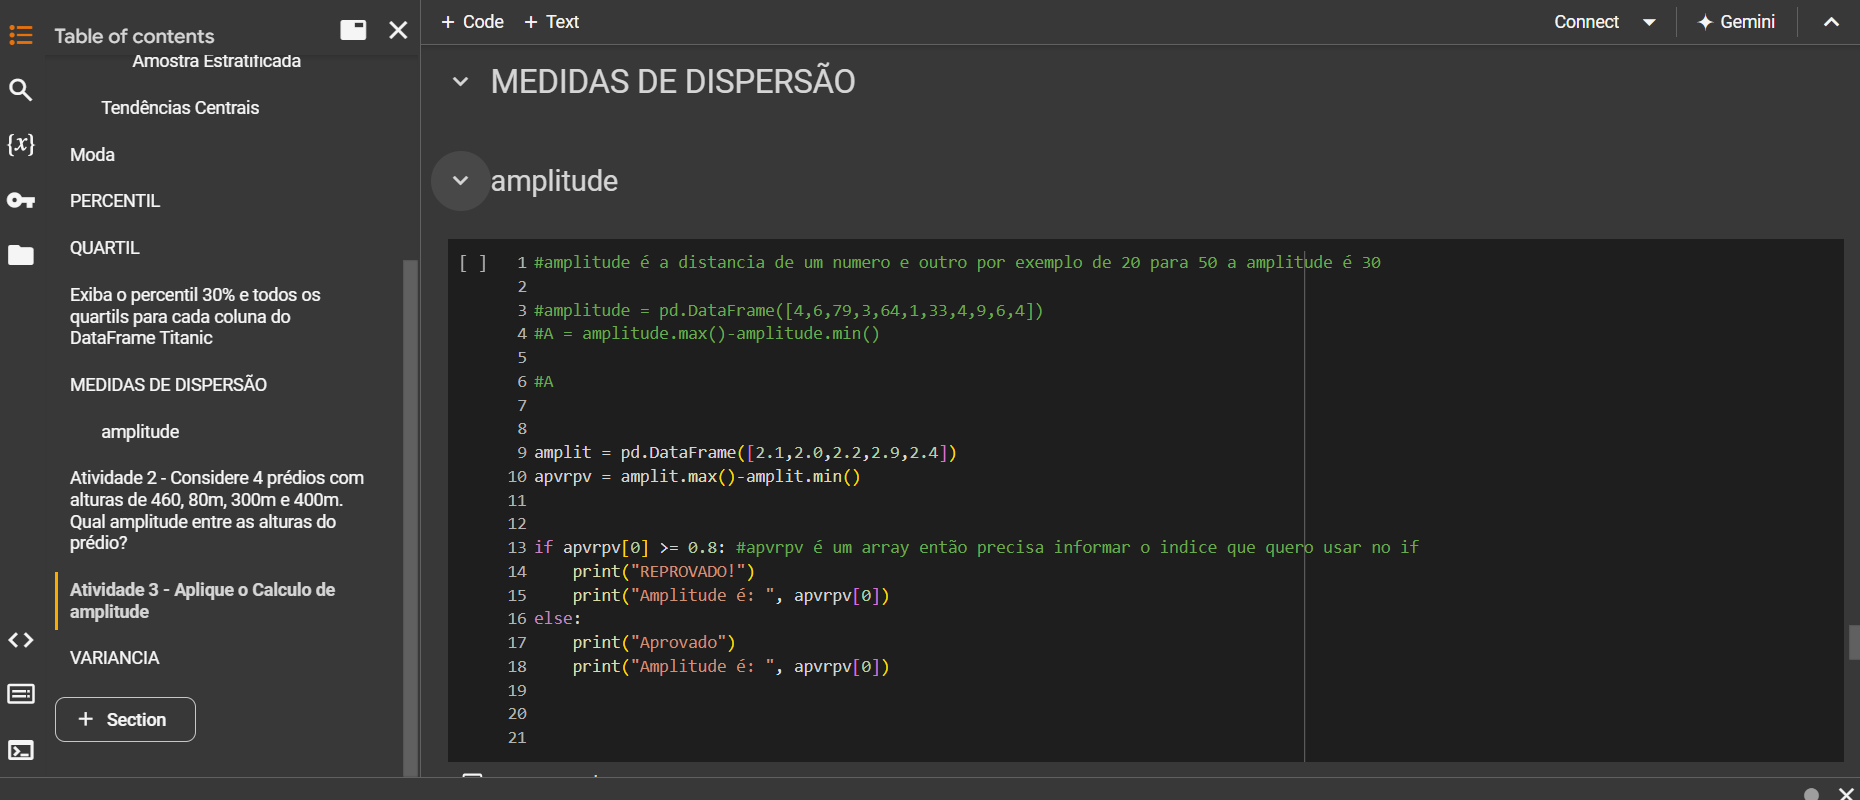 Table of contents
Amostra Estratificada
Tendências Centrais
Moda
PERCENTIL
QUARTIL
Exiba o percentil 30% e todos os
quartils para cada coluna do
DataFrame Titanic
MEDIDAS DE DISPERSÃO
amplitude
Atividade 2 - Considere 4 prédios com
alturas de 460, 80m, 300m e 400m.
Qual amplitude entre as alturas do
prédio?
Atividade 3 - Aplique o Calculo de
amplitude
VARIANCIA
+ Section
{x}
+ Code + Text
Connect
Gemini
MEDIDAS DE DISPERSÃO
amplitude
[ ]
1 #amplitude é a distancia de um numero e outro por exemplo de 20 para 50 a amplitude é 30
2
3 #amplitude = pd.DataFrame([4,6,79,3,64,1,33,4,9,6,4])
4 #A = amplitude.max()-amplitude.min()
5
6 #A
7
8
9 amplit = pd.DataFrame([2.1,2.0,2.2,2.9,2.4])
10 apvrpv = amplit.max()-amplit.min()
11
12
13 if apvrpv[0] >= 0.8: #apvrpv é um array então precisa informar o indice que quero usar no if
14     print("REPROVADO!")
15     print("Amplitude é: ", apvrpv[0])
16 else:
17     print("Aprovado")
18     print("Amplitude é: ", apvrpv[0])
19
20
21